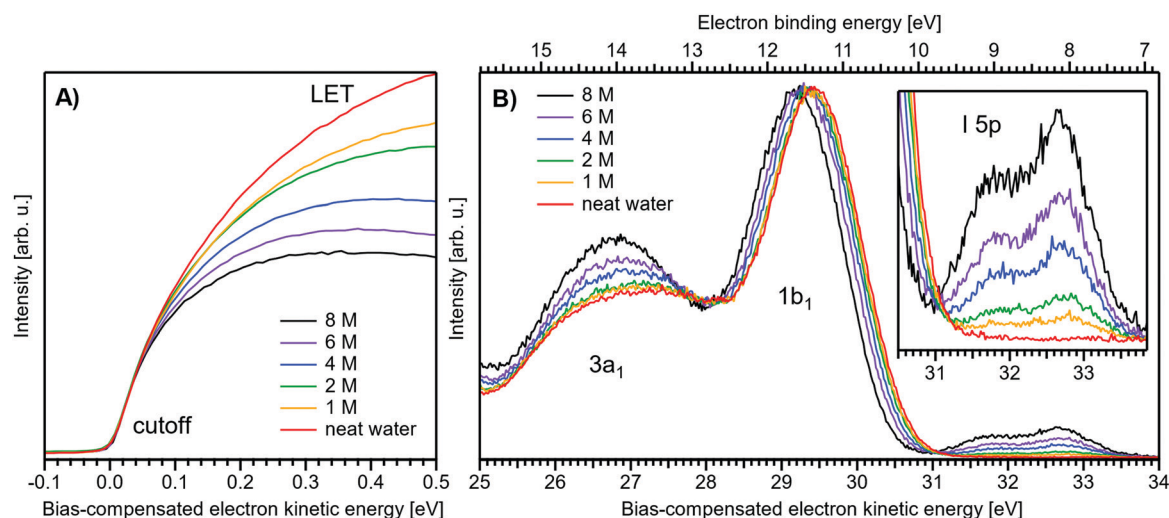 A)
LET
Intensity [arb. u.]
8 M
6 M
4 M
2 M
1 M
neat water
cutoff
-0.1 0.0 0.1 0.2 0.3 0.4 0.5
Bias-compensated electron kinetic energy [eV]
Electron binding energy [eV]
15 14 13 12 11 10 9 8 7
B)
Intensity [arb. u.]
8 M
6 M
4 M
2 M
1 M
neat water
3a₁
1b₁
I 5p
31 32 33
25 26 27 28 29 30 31 32 33 34
Bias-compensated electron kinetic energy [eV]